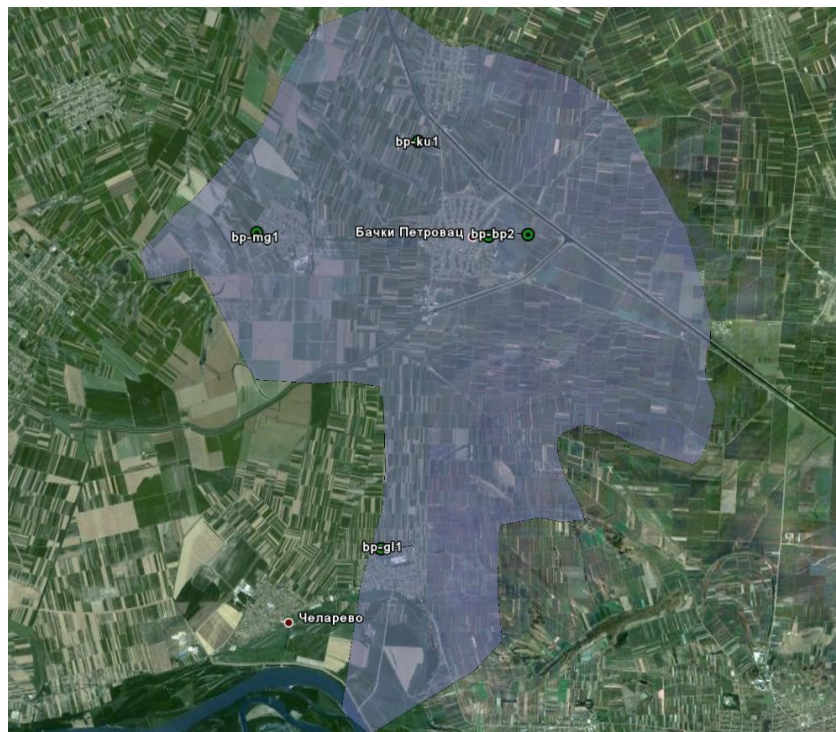 bp-ku1
bp-mg1
Бачки Петровац
bp-bp2
bp-gl1
Челарево